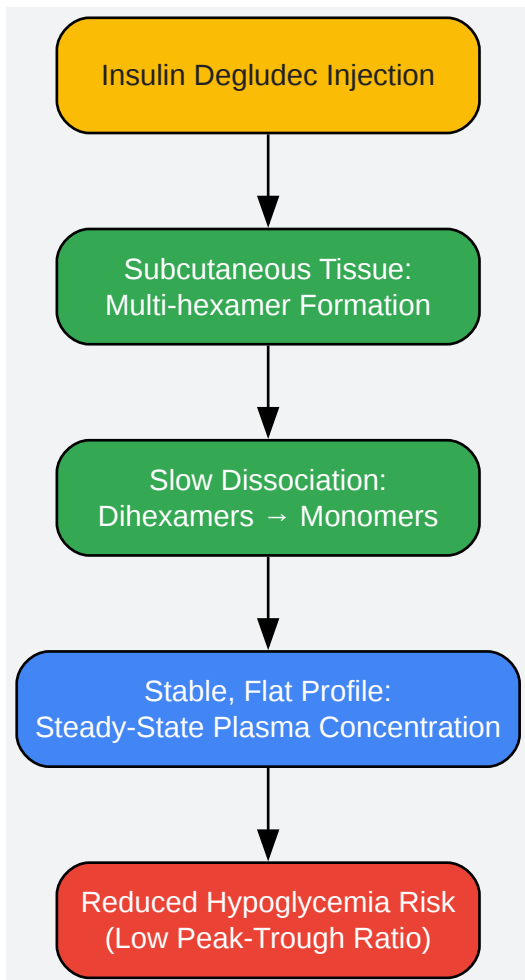 Insulin Degludec Injection
Subcutaneous Tissue:
Multi-hexamer Formation
Slow Dissociation:
Dihexamers → Monomers
Stable, Flat Profile:
Steady-State Plasma Concentration
Reduced Hypoglycemia Risk
(Low Peak-Trough Ratio)